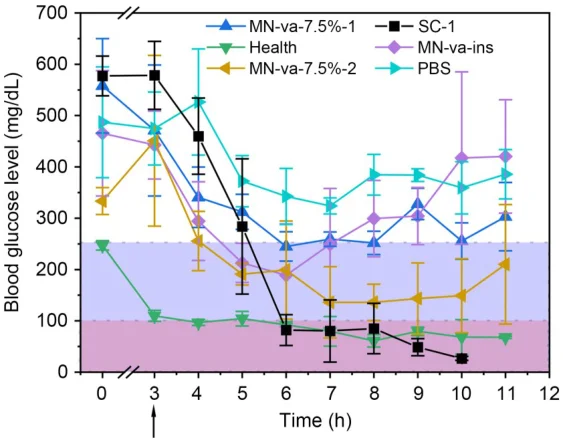 Blood glucose level (mg/dL)
700
600
500
400
300
200
100
0
MN-va-7.5%-1
SC-1
Health
MN-va-ins
MN-va-7.5%-2
PBS
0 3 4 5 6 7 8 9 10 11 12
Time (h)